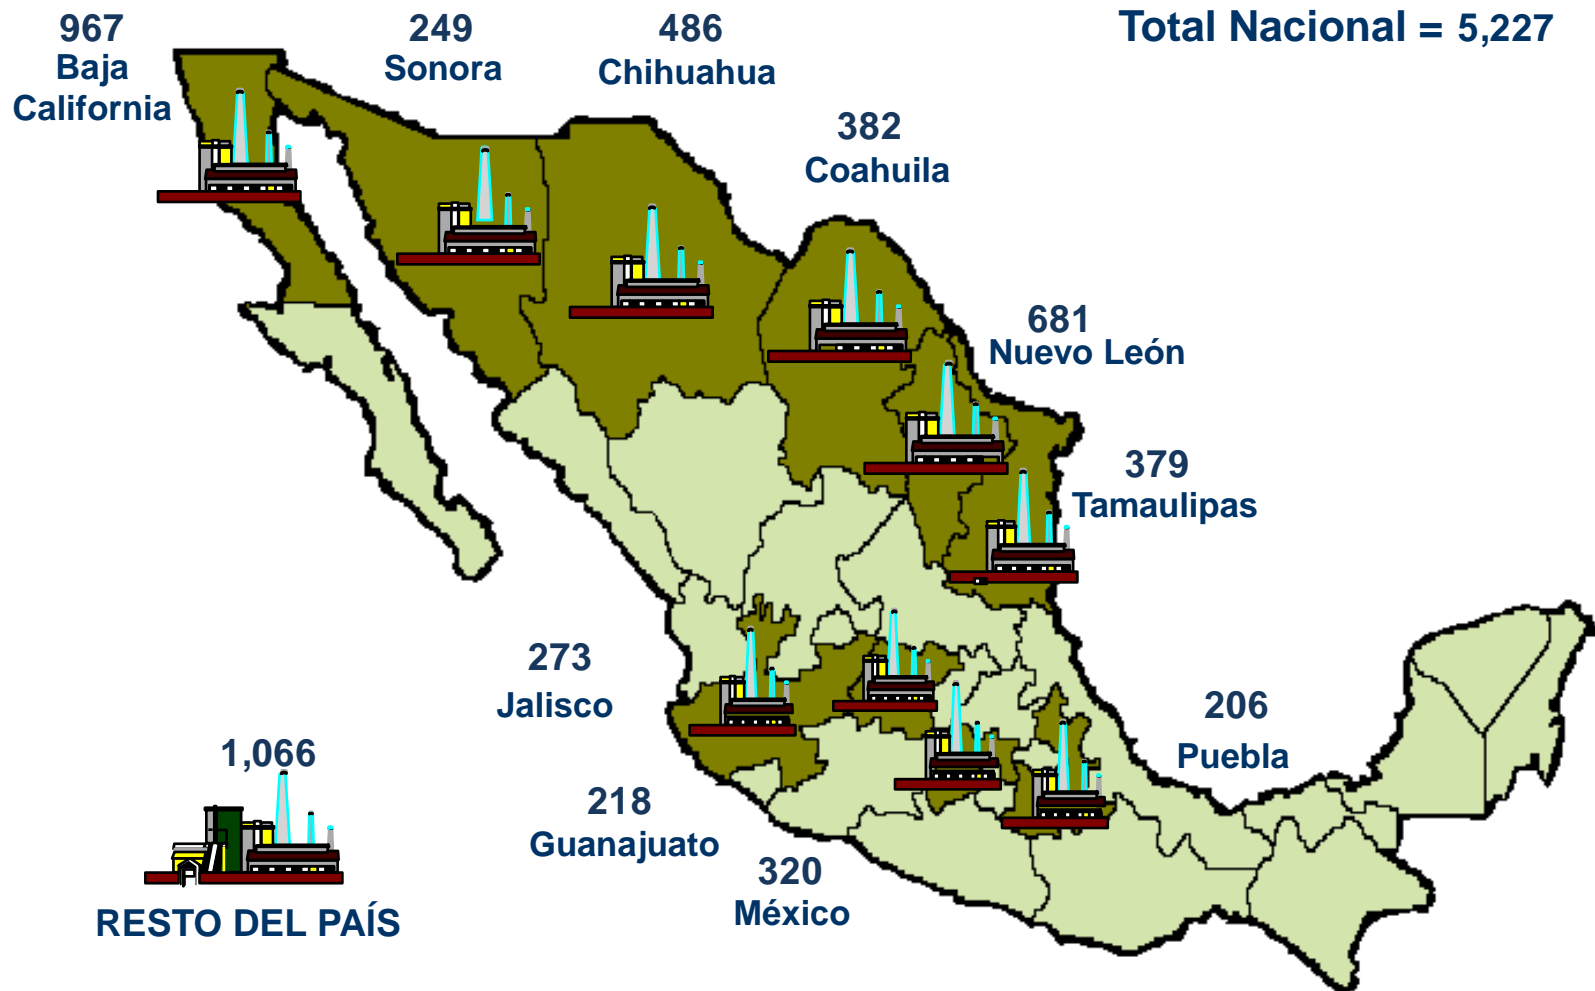 Total Nacional = 5,227
967
Baja
California
249
Sonora
486
Chihuahua
382
Coahuila
681
Nuevo León
379
Tamaulipas
273
Jalisco
206
Puebla
1,066
RESTO DEL PAÍS
218
Guanajuato
320
México